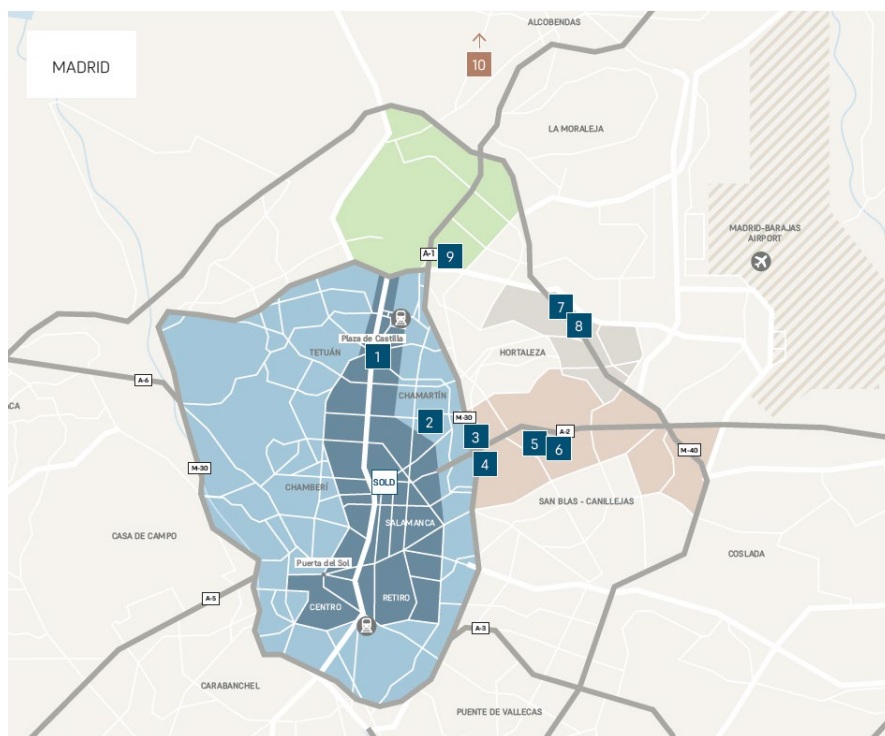 ALCOBENDAS
MADRID
10
LA MORALEJA
MADRID-BARAJAS
AIRPORT
A-1
9
7
8
Plaza de Castilla
1
TETUÁN
HORTALEZA
A-6
CHAMARTÍN
ACA
M-30
2
3
A-2
5
6
M-40
4
M-30
SOLD
CHAMBERÍ
SAN BLAS - CANILLEJAS
SALAMANCA
CASA DE CAMPO
COSLADA
Puerta del Sol
A-5
CENTRO
RETIRO
A-3
CARABANCHEL
PUENTE DE VALLECAS